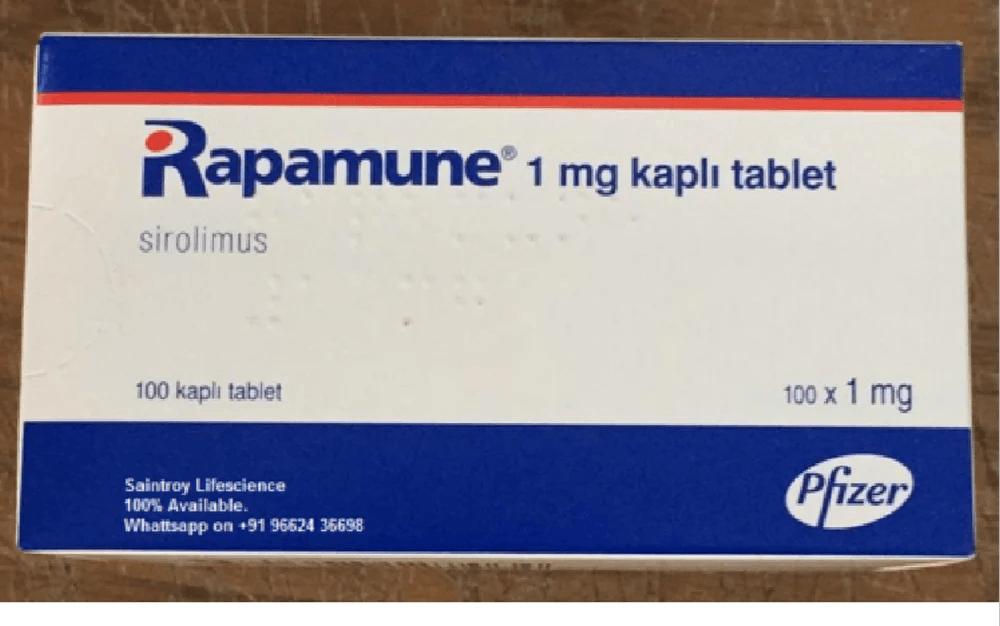 Rapamune® 1 mg kaplı tablet
sirolimus
100 kaplı tablet
100 x 1 mg
Saintroy Lifescience
100% Available.
Whattsapp on +91 96624 36698
Pfizer